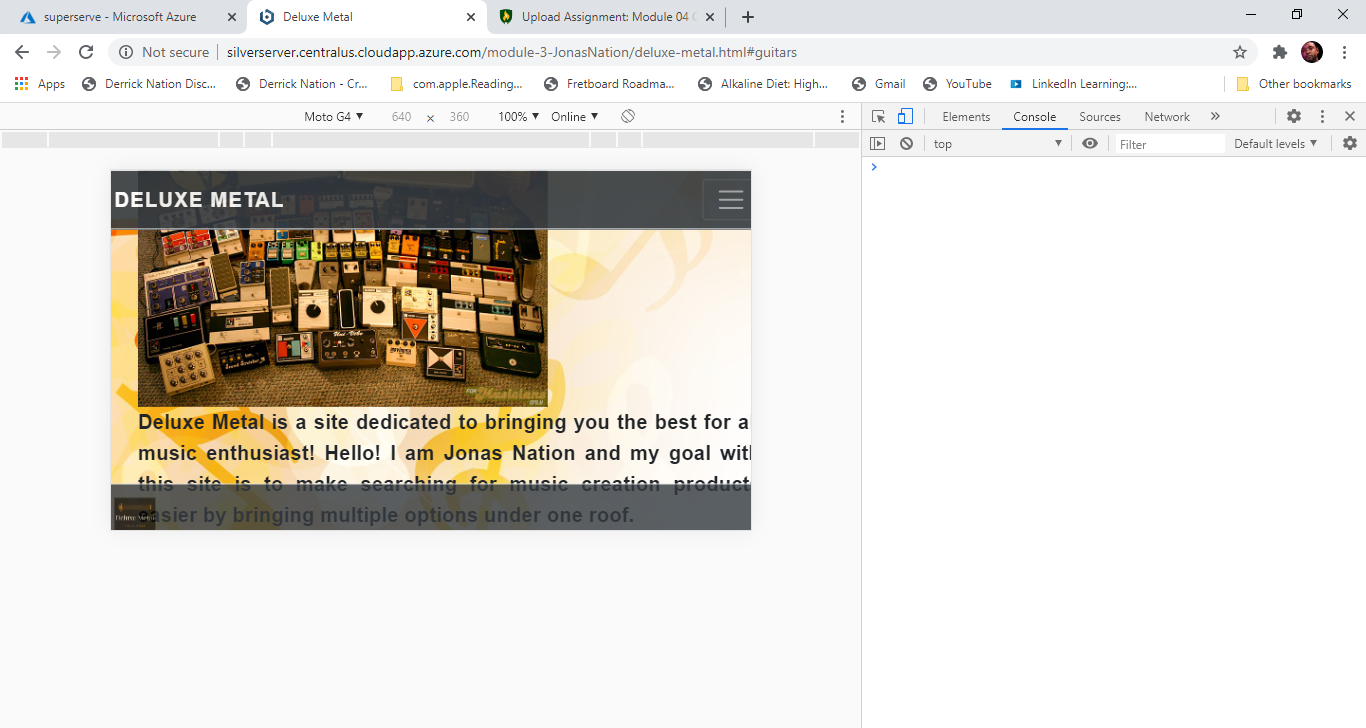 superserve - Microsoft Azure
Deluxe Metal
Upload Assignment: Module 04 C
Not secure
silverserver.centralus.cloudapp.azure.com/module-3-JonasNation/deluxe-metal.html#guitars
Apps
Derrick Nation Disc...
Derrick Nation - Cr...
com.apple.Reading...
Fretboard Roadma...
Alkaline Diet: High...
Gmail
YouTube
LinkedIn Learning:...
Other bookmarks
Moto G4 ▼ 640 × 360 100% ▼ Online ▼
Elements Console Sources Network »
top ▼ Filter Default levels ▼
DELUXE METAL
Deluxe Metal is a site dedicated to bringing you the best for a
music enthusiast! Hello! I am Jonas Nation and my goal wit
this site is to make searching for music creation product
easier by bringing multiple options under one roof.
Deluxe Metal